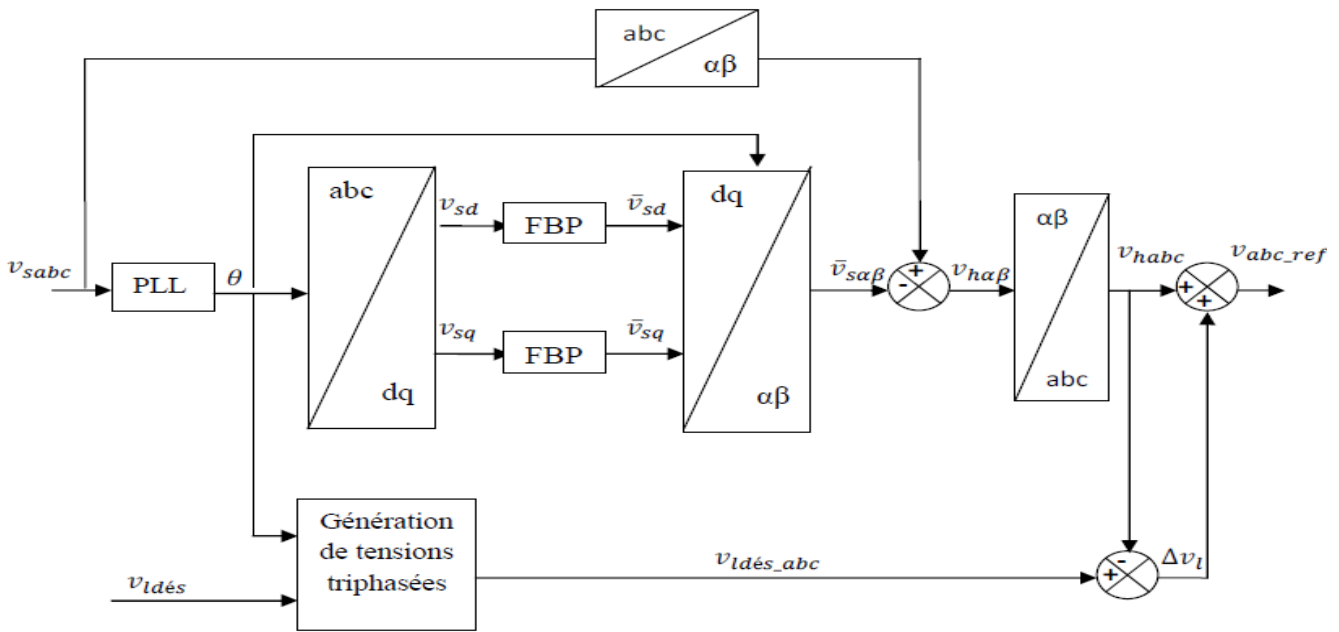 abc
αβ
abc
dq
v_sd
FBP
v̄_sd
dq
αβ
αβ
abc
v_sabc
PLL
θ
v_sq
FBP
v̄_sq
v̄_sαβ
+
-
v_hαβ
v_habc
+
+
v_abc_ref
Génération
de tensions
triphasées
v_ldés
v_ldés_abc
-
+
Δv_l